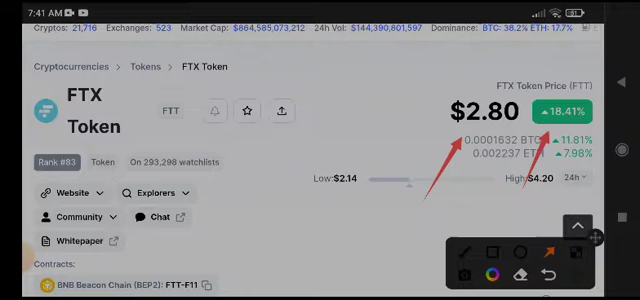 7:41 AM
61
Cryptos: 21,716 Exchanges: 523 Market Cap: $864,585,073,212 24h Vol: $144,390,801,597 Dominance: BTC: 38.2% ETH: 17.7%
Cryptocurrencies > Tokens > FTX Token
FTX Token Price (FTT)
FTX
Token
FTT
$2.80 ▲ 18.41%
0.0001632 BTC ▲ 11.81%
0.002237 ETH ▲ 7.98%
Rank #83 Token On 293,298 watchlists
Low: $2.14 High: $4.20 24h
Website Explorers
Community Chat
Whitepaper
Contracts:
BNB Beacon Chain (BEP2): FTT-F11